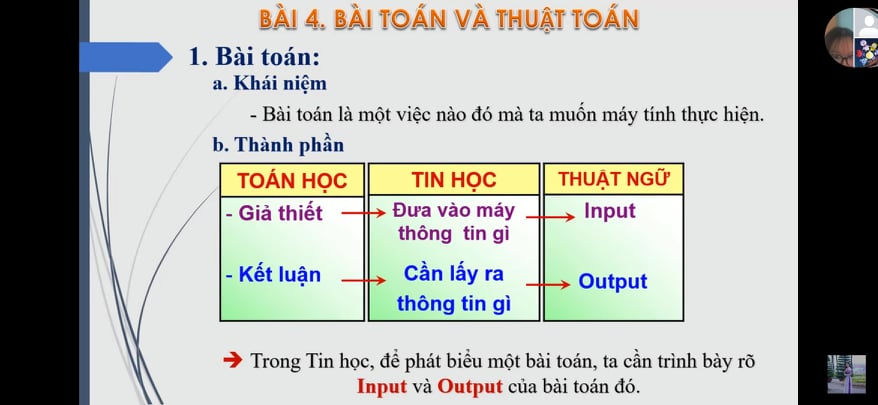 BÀI 4. BÀI TOÁN VÀ THUẬT TOÁN
1. Bài toán:
a. Khái niệm
- Bài toán là một việc nào đó mà ta muốn máy tính thực hiện.
b. Thành phần
TOÁN HỌC TIN HỌC THUẬT NGỮ
- Giả thiết Đưa vào máy Input
thông tin gì
- Kết luận Cần lấy ra Output
thông tin gì
Trong Tin học, để phát biểu một bài toán, ta cần trình bày rõ
Input và Output của bài toán đó.